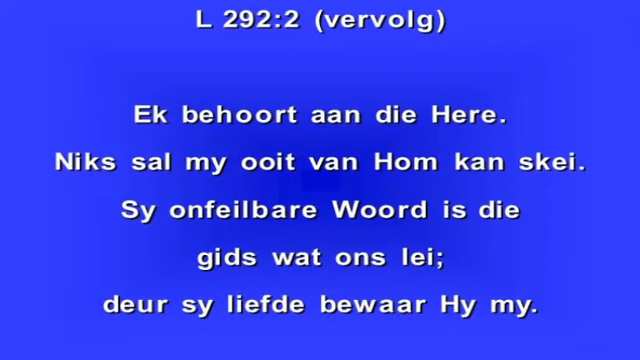 L 292:2 (vervolg)
Ek behoort aan die Here.
Niks sal my ooit van Hom kan skei.
Sy onfeilbare Woord is die
gids wat ons lei;
deur sy liefde bewaar Hy my.